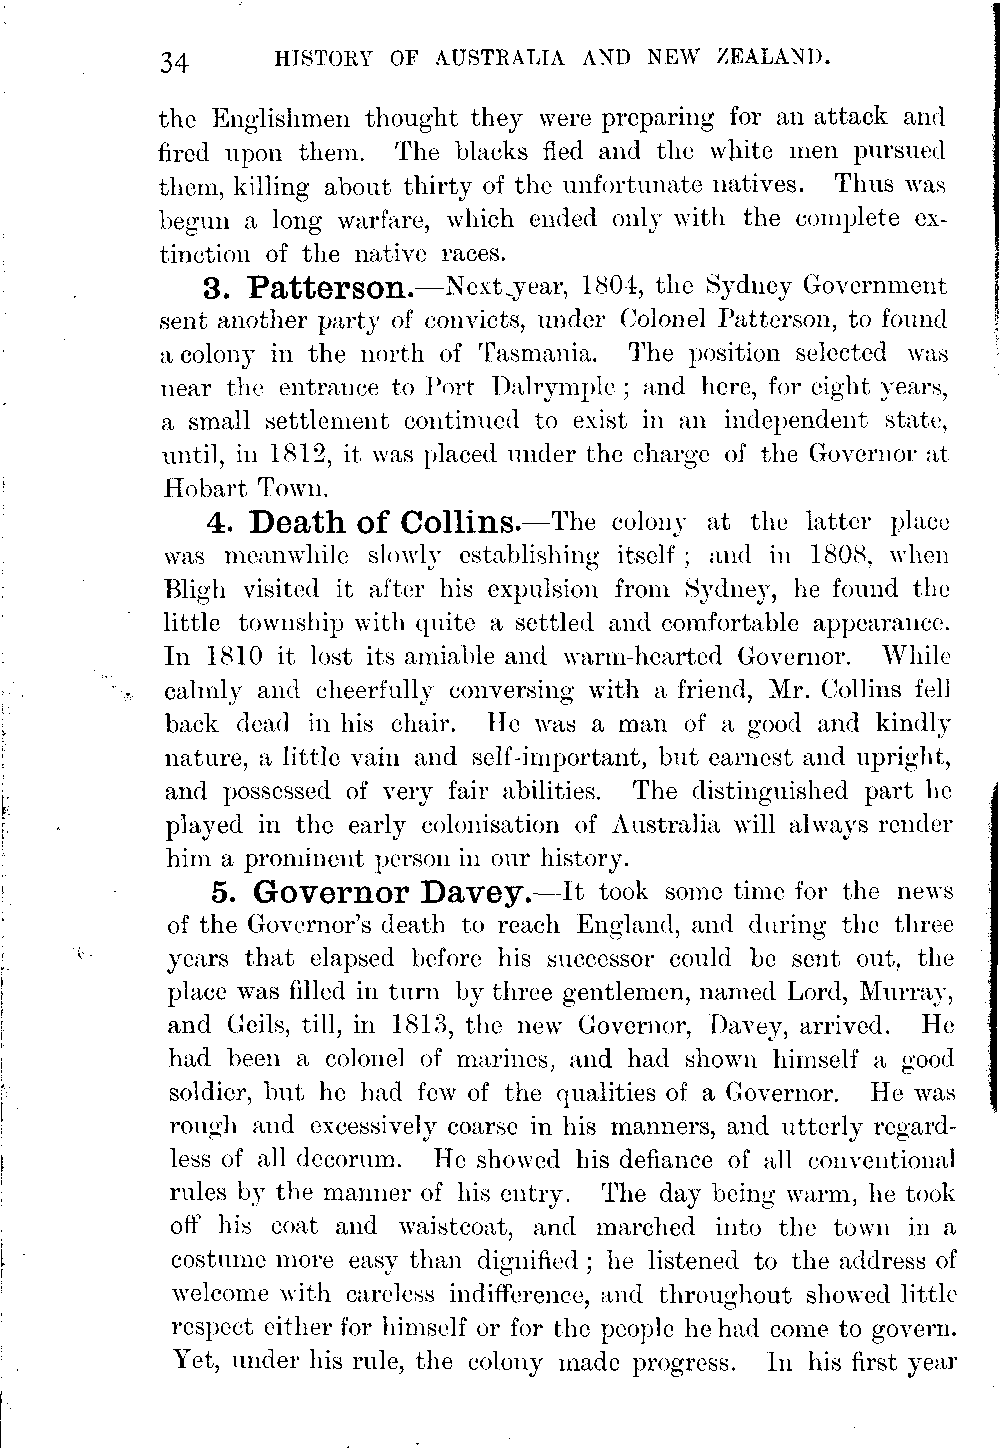 34 HISTORY OF AUSTRALIA AND NEW ZEALAND.
the Englishmen thought they were preparing for an attack and
fired upon them. The blacks fled and the white men pursued
them, killing about thirty of the unfortunate natives. Thus was
begun a long warfare, which ended only with the complete ex-
tinction of the native races.
3. Patterson.—Next year, 1804, the Sydney Government
sent another party of convicts, under Colonel Patterson, to found
a colony in the north of Tasmania. The position selected was
near the entrance to Port Dalrymple; and here, for eight years,
a small settlement continued to exist in an independent state,
until, in 1812, it was placed under the charge of the Governor at
Hobart Town.
4. Death of Collins.—The colony at the latter place
was meanwhile slowly establishing itself; and in 1808, when
Bligh visited it after his expulsion from Sydney, he found the
little township with quite a settled and comfortable appearance.
In 1810 it lost its amiable and warm-hearted Governor. While
calmly and cheerfully conversing with a friend, Mr. Collins fell
back dead in his chair. He was a man of a good and kindly
nature, a little vain and self-important, but earnest and upright,
and possessed of very fair abilities. The distinguished part he
played in the early colonisation of Australia will always render
him a prominent person in our history.
5. Governor Davey.—It took some time for the news
of the Governor's death to reach England, and during the three
years that elapsed before his successor could be sent out, the
place was filled in turn by three gentlemen, named Lord, Murray,
and Geils, till, in 1813, the new Governor, Davey, arrived. He
had been a colonel of marines, and had shown himself a good
soldier, but he had few of the qualities of a Governor. He was
rough and excessively coarse in his manners, and utterly regard-
less of all decorum. He showed his defiance of all conventional
rules by the manner of his entry. The day being warm, he took
off his coat and waistcoat, and marched into the town in a
costume more easy than dignified; he listened to the address of
welcome with careless indifference, and throughout showed little
respect either for himself or for the people he had come to govern.
Yet, under his rule, the colony made progress. In his first year